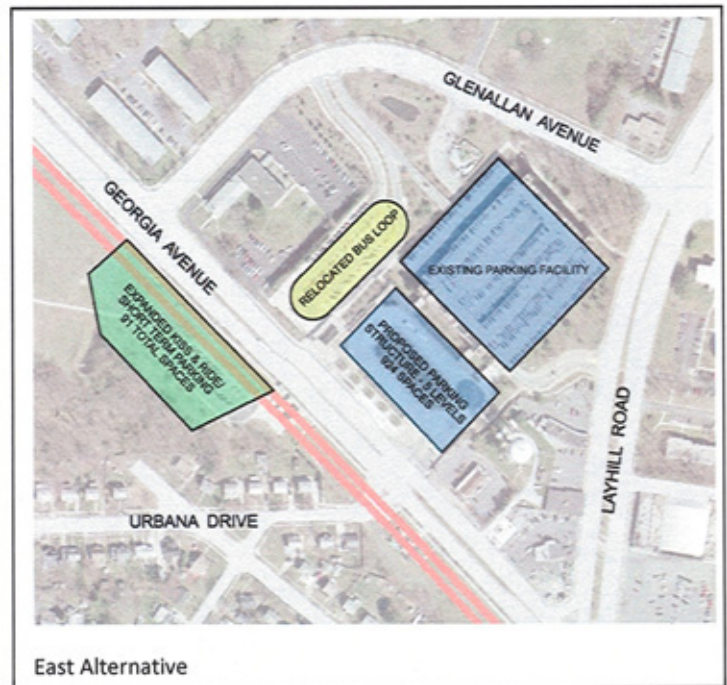 GLENALLAN AVENUE
GEORGIA AVENUE
RELOCATED BUS LOOP
EXISTING PARKING FACILITY
EXPANDED KISS & RIDE/
SHORT TERM PARKING
91 TOTAL SPACES
PROPOSED PARKING
STRUCTURE - 5 LEVELS
924 SPACES
LAYHILL ROAD
URBANA DRIVE
East Alternative